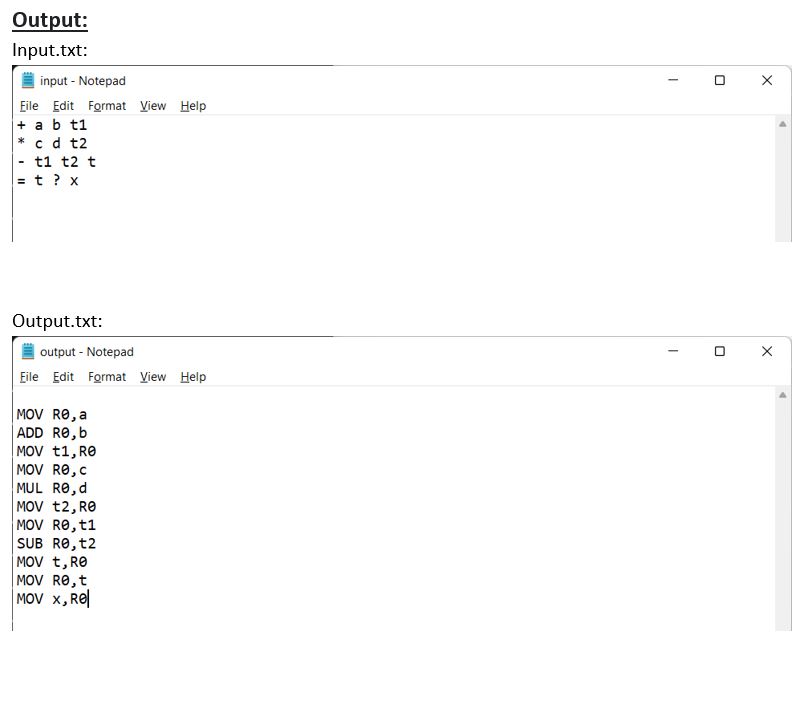 Output:
Input.txt:
input - Notepad
File Edit Format View Help
+ a b t1
* c d t2
- t1 t2 t
= t ? x
Output.txt:
output - Notepad
File Edit Format View Help
MOV R0,a
ADD R0,b
MOV t1,R0
MOV R0,c
MUL R0,d
MOV t2,R0
MOV R0,t1
SUB R0,t2
MOV t,R0
MOV R0,t
MOV x,R0